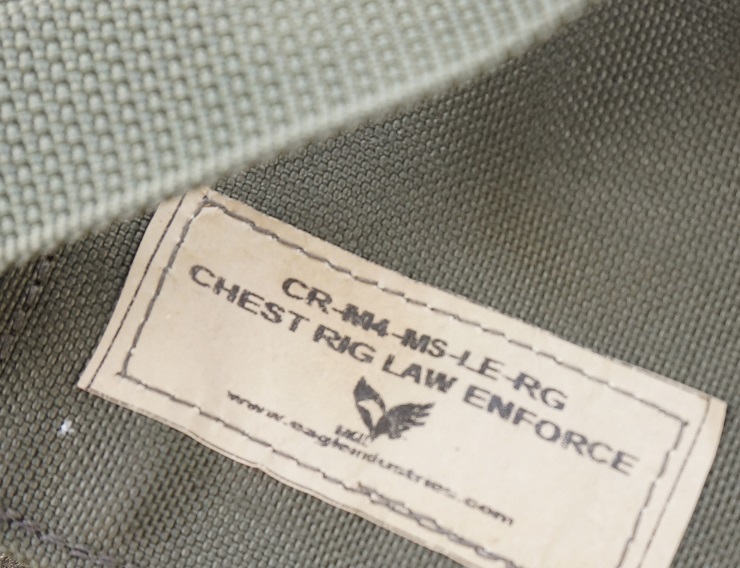 CR-M4-MS-LE-RG
CHEST RIG LAW ENFORCE
www.eagleindustries.com